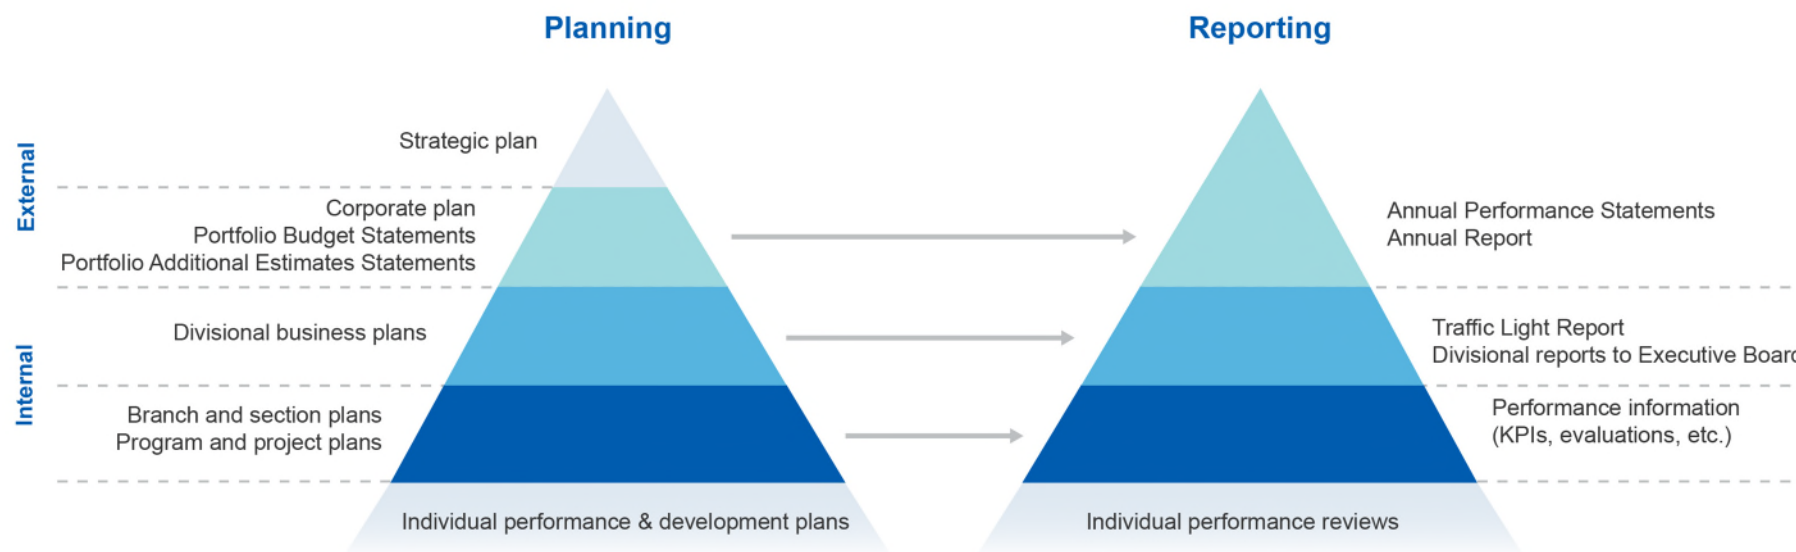 Planning
Reporting
External
Strategic plan
Corporate plan
Portfolio Budget Statements
Portfolio Additional Estimates Statements
Annual Performance Statements
Annual Report
Internal
Divisional business plans
Traffic Light Report
Divisional reports to Executive Boar
Branch and section plans
Program and project plans
Performance information
(KPIs, evaluations, etc.)
Individual performance & development plans
Individual performance reviews